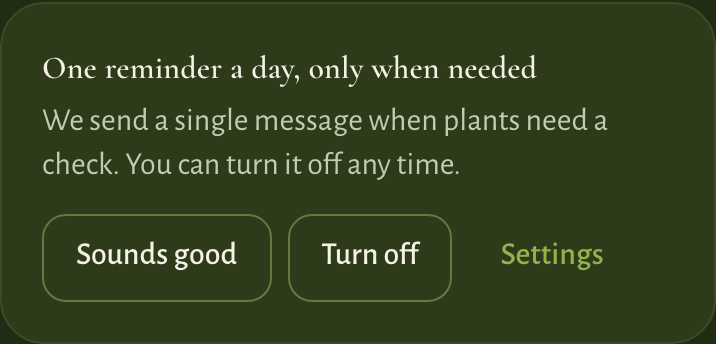 One reminder a day, only when needed
We send a single message when plants need a
check. You can turn it off any time.
Sounds good
Turn off
Settings